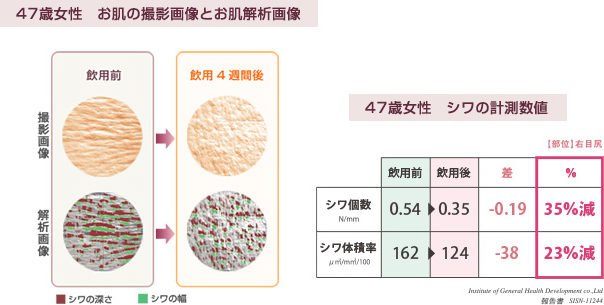 47歳女性 お肌の撮影画像とお肌解析画像
飲用前
飲用4週間後
撮影画像
解析画像
シワの深さ
シワの幅
47歳女性 シワの計測数値
【部位】右目尻
飲用前 飲用後 差 %
シワ個数 0.54 0.35 -0.19 35%減
N/mm
シワ体積率 162 124 -38 23%減
μ㎥/m㎡/100
Institute of General Health Development co.,Ltd
報告書 SISN-11244